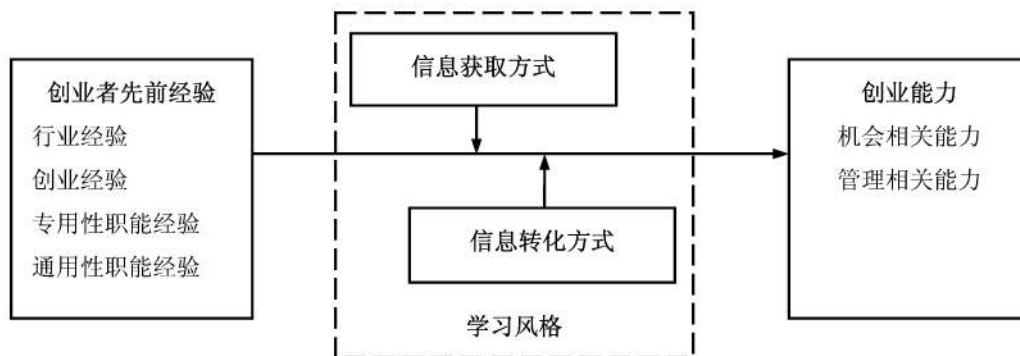 创业者先前经验
行业经验
创业经验
专用性职能经验
通用性职能经验
信息获取方式
信息转化方式
学习风格
创业能力
机会相关能力
管理相关能力